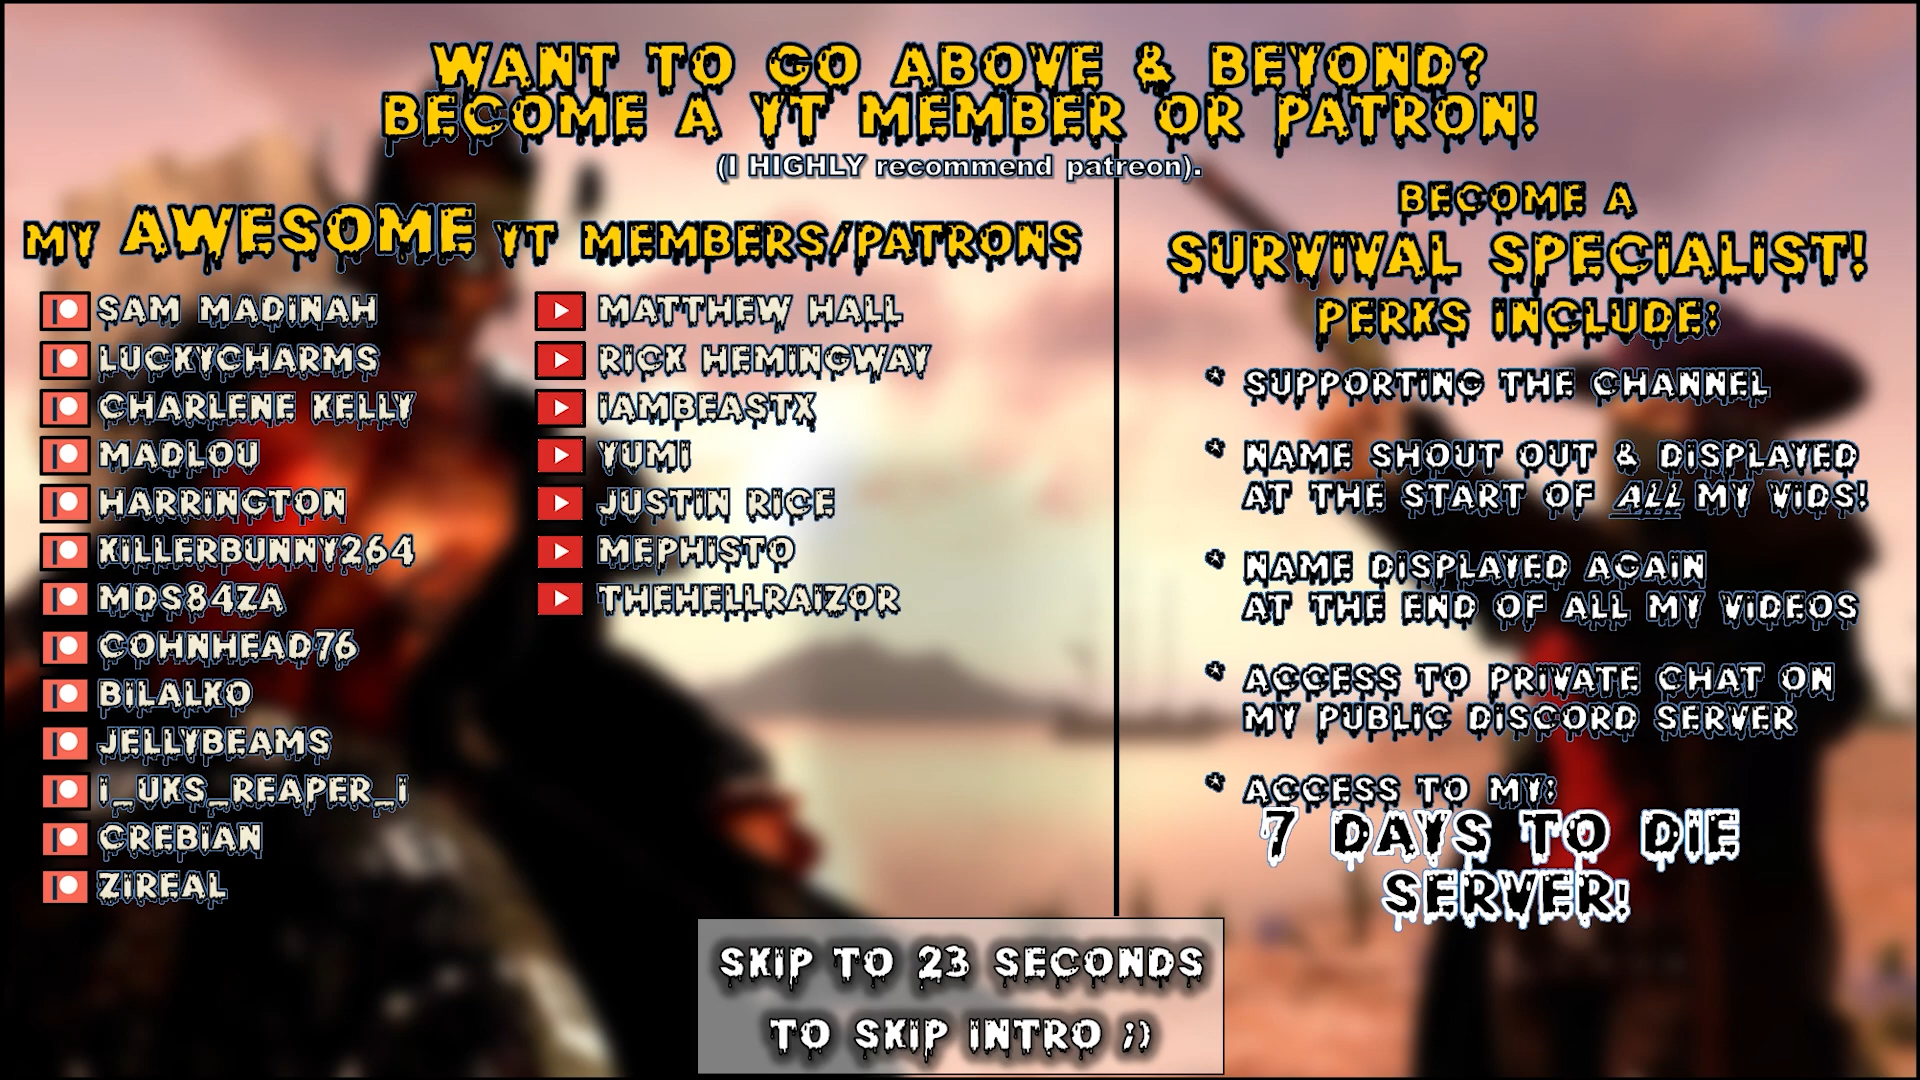 WANT TO GO ABOVE & BEYOND?
BECOME A YT MEMBER OR PATRON!
(I HIGHLY recommend patreon).
MY AWESOME YT MEMBERS/PATRONS
SAM MADINAH
LUCKYCHARMS
CHARLENE KELLY
MADLOU
HARRINGTON
KILLERBUNNY264
MDS84ZA
COHNHEAD76
BILALKO
JELLYBEAMS
I_UKS_REAPER_I
CREBIAN
ZIREAL
MATTHEW HALL
RICK HEMINGWAY
IAMBEASTX
YUMI
JUSTIN RICE
MEPHISTO
THEHELLRAIZOR
BECOME A
SURVIVAL SPECIALIST!
PERKS INCLUDE:
* SUPPORTING THE CHANNEL
* NAME SHOUT OUT & DISPLAYED
AT THE START OF ALL MY VIDS!
* NAME DISPLAYED AGAIN
AT THE END OF ALL MY VIDEOS
* ACCESS TO PRIVATE CHAT ON
MY PUBLIC DISCORD SERVER
* ACCESS TO MY:
7 DAYS TO DIE
SERVER!
SKIP TO 23 SECONDS
TO SKIP INTRO ;)